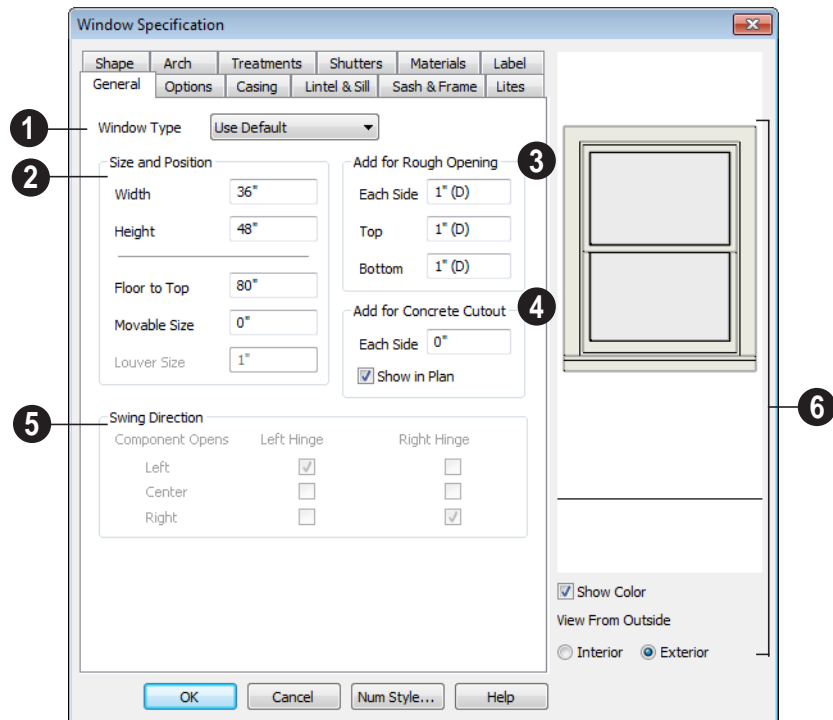 Window Specification
Shape Arch Treatments Shutters Materials Label
General Options Casing Lintel & Sill Sash & Frame Lites
1 Window Type Use Default
2 Size and Position
Width 36"
Height 48"
Floor to Top 80"
Movable Size 0"
Louver Size 1"
Add for Rough Opening 3
Each Side 1" (D)
Top 1" (D)
Bottom 1" (D)
Add for Concrete Cutout 4
Each Side 0"
Show in Plan
5 Swing Direction
Component Opens Left Hinge Right Hinge
Left
Center
Right
6
Show Color
View From Outside
Interior Exterior
OK Cancel Num Style... Help